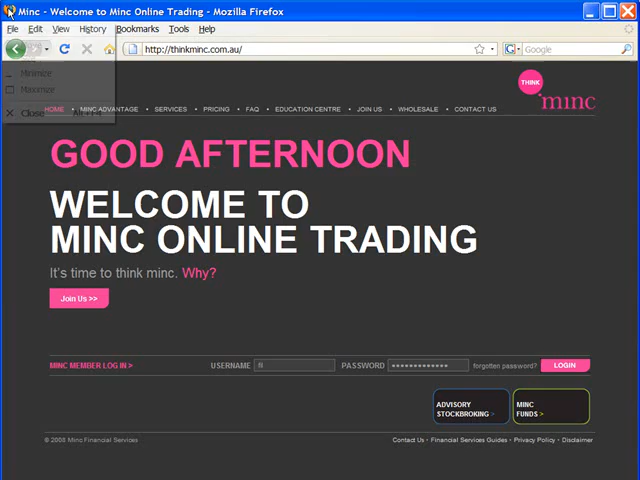 Minc - Welcome to Minc Online Trading - Mozilla Firefox
File Edit View History Bookmarks Tools Help
http://thinkminc.com.au/
Google
Minimize
Maximize
Close Alt+F4
THINK
minc
HOME • MINC ADVANTAGE • SERVICES • PRICING • FAQ • EDUCATION CENTRE • JOIN US • WHOLESALE • CONTACT US
GOOD AFTERNOON
WELCOME TO
MINC ONLINE TRADING
It's time to think minc. Why?
Join Us >>
MINC MEMBER LOG IN > USERNAME PASSWORD ************* forgotten password? LOGIN
ADVISORY
STOCKBROKING >
MINC
FUNDS >
© 2008 Minc Financial Services
Contact Us • Financial Services Guides • Privacy Policy • Disclaimer